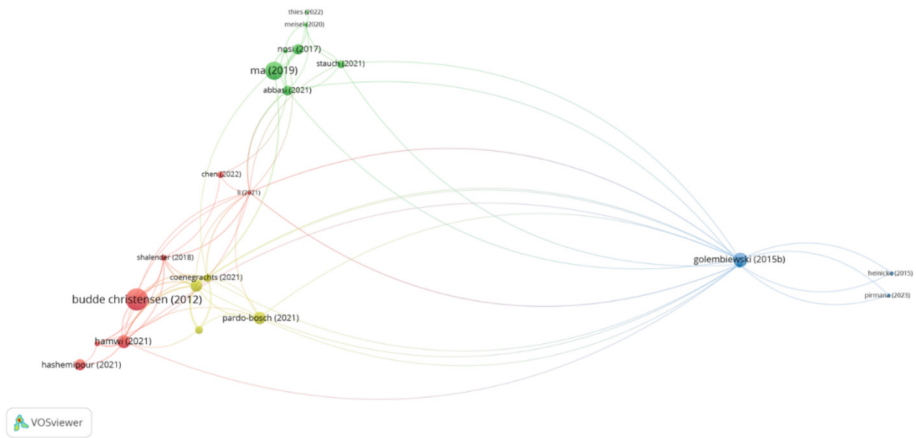 thies (2022)
meisel (2020)
nosi (2017)
ma (2019)
stauch (2021)
abbasi (2021)
chen (2022)
li (2021)
shalender (2018)
golembiewski (2015b)
heinicke (2015)
coenegrachts (2021)
pirmana (2023)
budde christensen (2012)
pardo-bosch (2021)
bamwi (2021)
hashemipour (2021)
VOSviewer